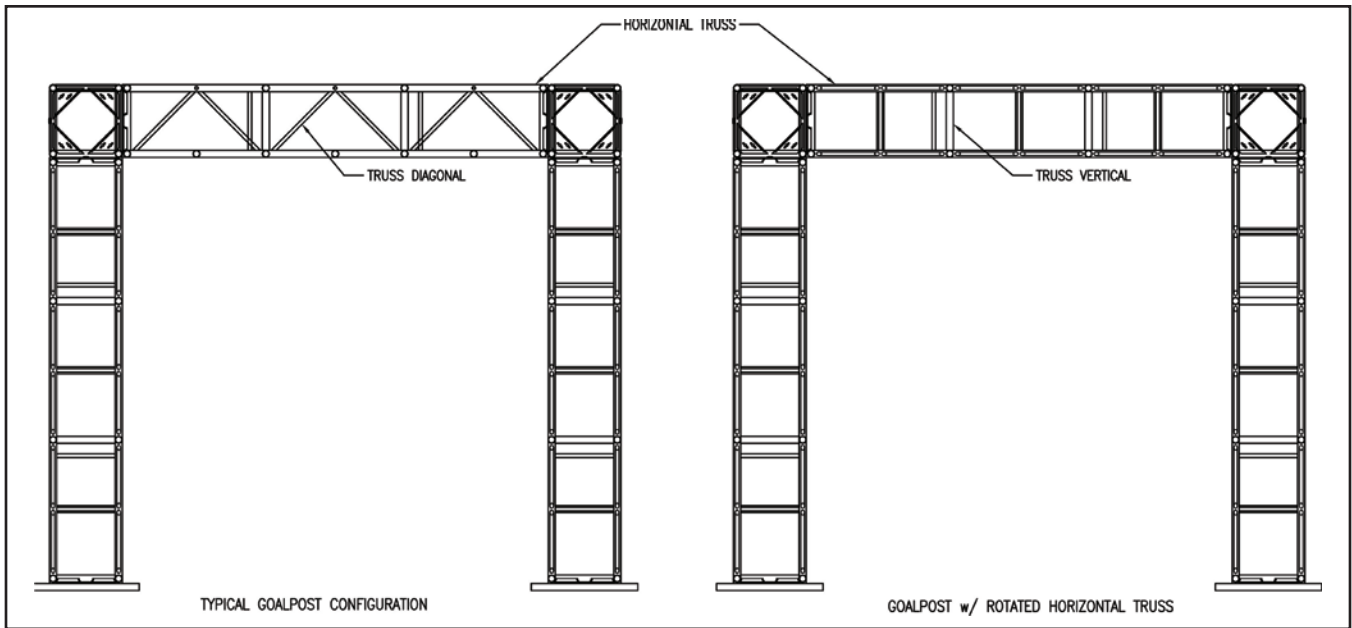 HORIZONTAL TRUSS
TRUSS DIAGONAL
TRUSS VERTICAL
TYPICAL GOALPOST CONFIGURATION
GOALPOST w/ ROTATED HORIZONTAL TRUSS